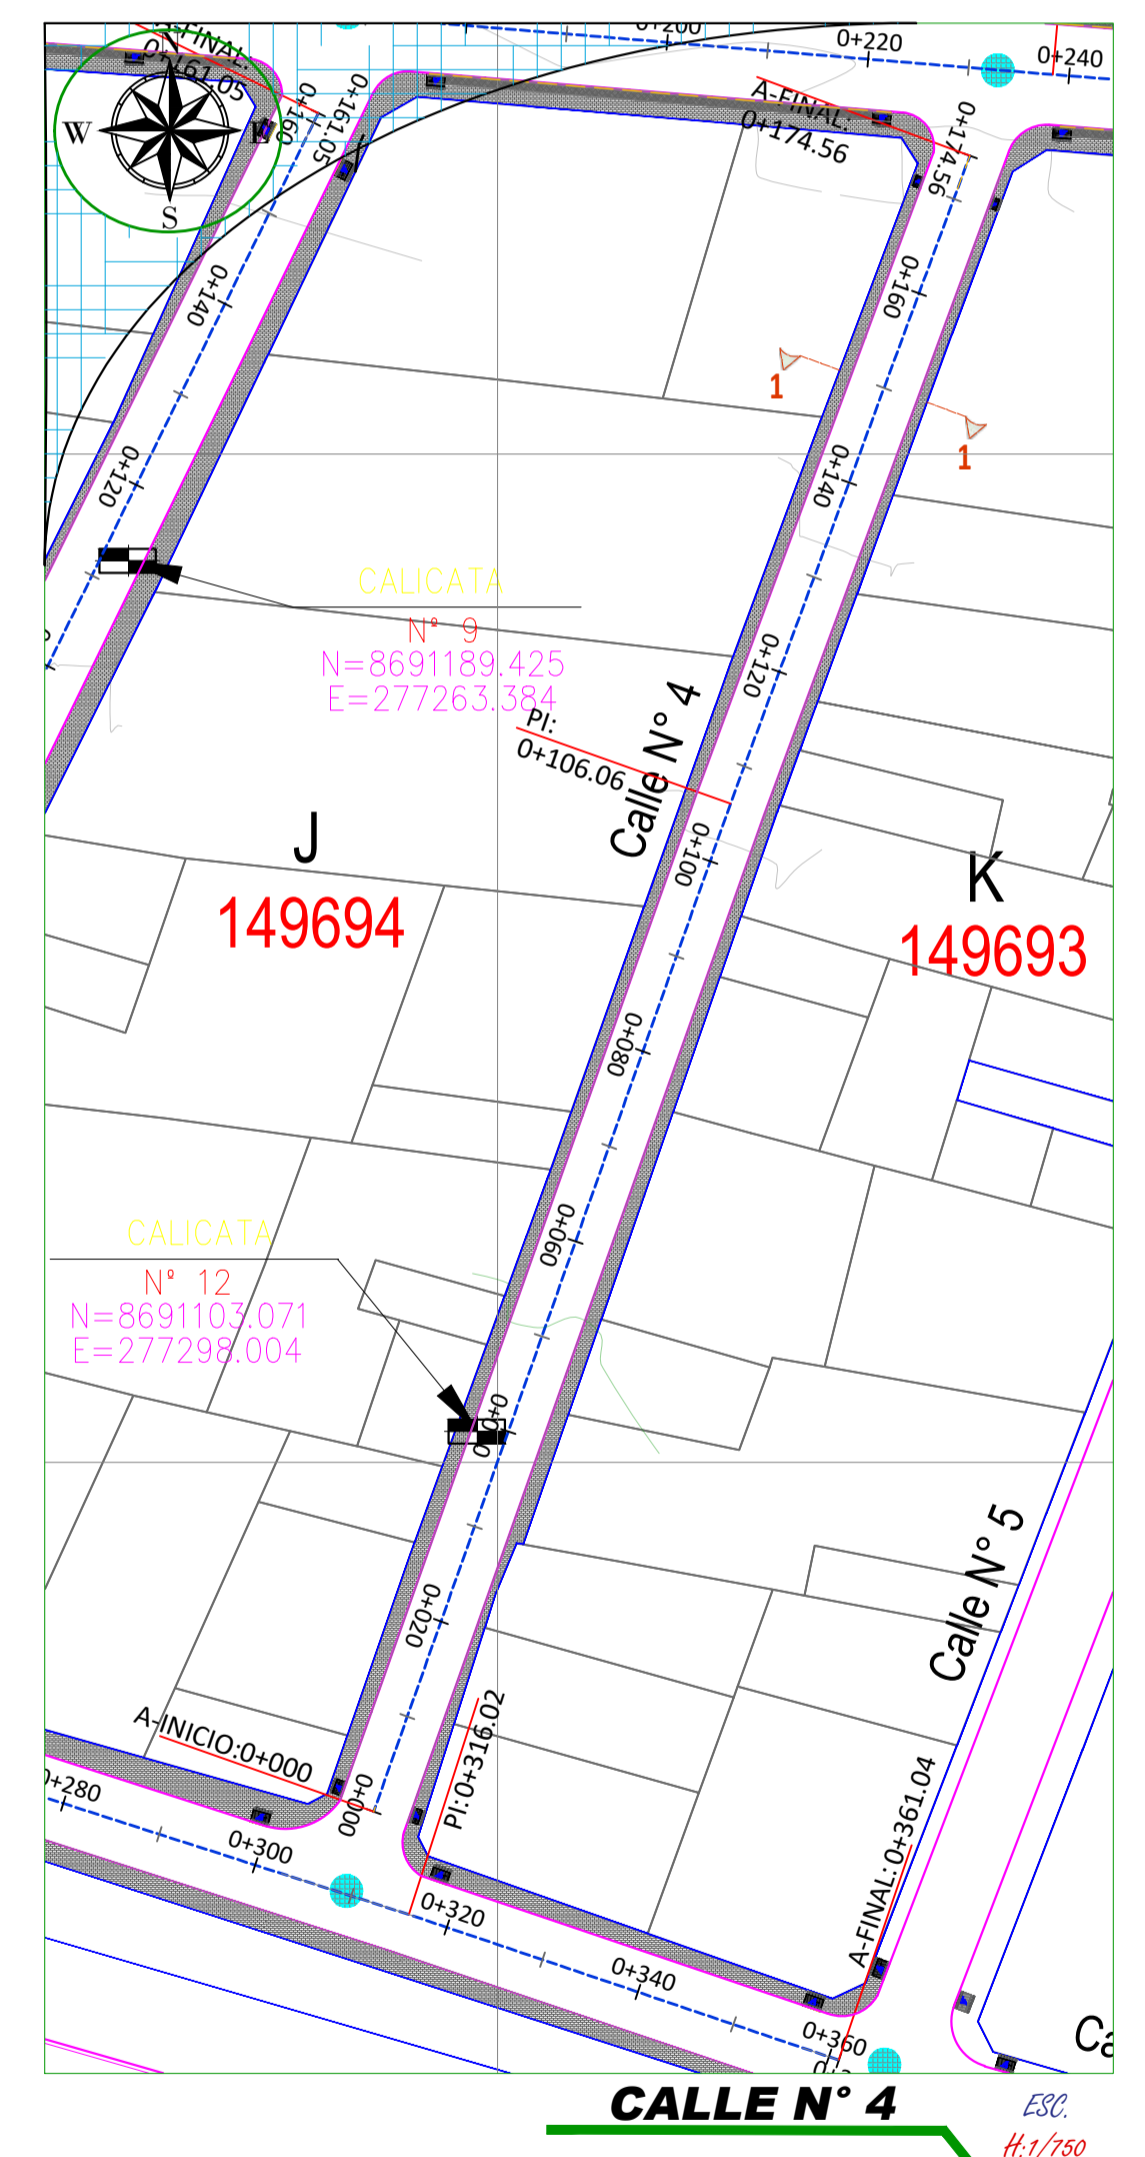 0+200
0+220
0+240
A-FINAL:
0+161.05
N
W
E
S
0+160
0+161.05
A-FINAL:
0+174.56
0+174.56
0+140
0+160
1
1
0+120
0+140
CALICATA
N° 9
N=8691189.425
E=277263.384
0+120
PI:
0+106.06
Calle N° 4
0+100
J
149694
K
149693
0+080
0+060
CALICATA
N° 12
N=8691103.071
E=277298.004
0+040
Calle N° 5
0+020
A-INICIO:0+000
0+000
PI:0+316.02
A-FINAL: 0+361.04
0+280
0+300
0+320
0+340
0+360
Ca
CALLE N° 4
ESC.
H:1/750